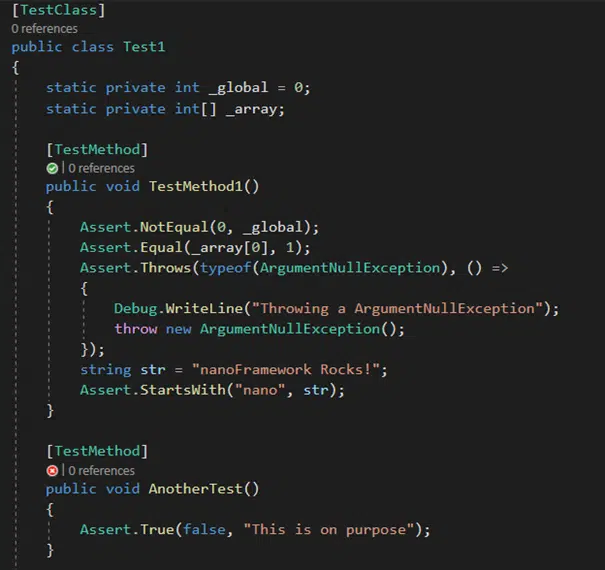 [TestClass]
0 references
public class Test1
{
static private int _global = 0;
static private int[] _array;
[TestMethod]
| 0 references
public void TestMethod1()
{
Assert.NotEqual(0, _global);
Assert.Equal(_array[0], 1);
Assert.Throws(typeof(ArgumentNullException), () =>
{
Debug.WriteLine("Throwing a ArgumentNullException");
throw new ArgumentNullException();
});
string str = "nanoFramework Rocks!";
Assert.StartsWith("nano", str);
}
[TestMethod]
| 0 references
public void AnotherTest()
{
Assert.True(false, "This is on purpose");
}